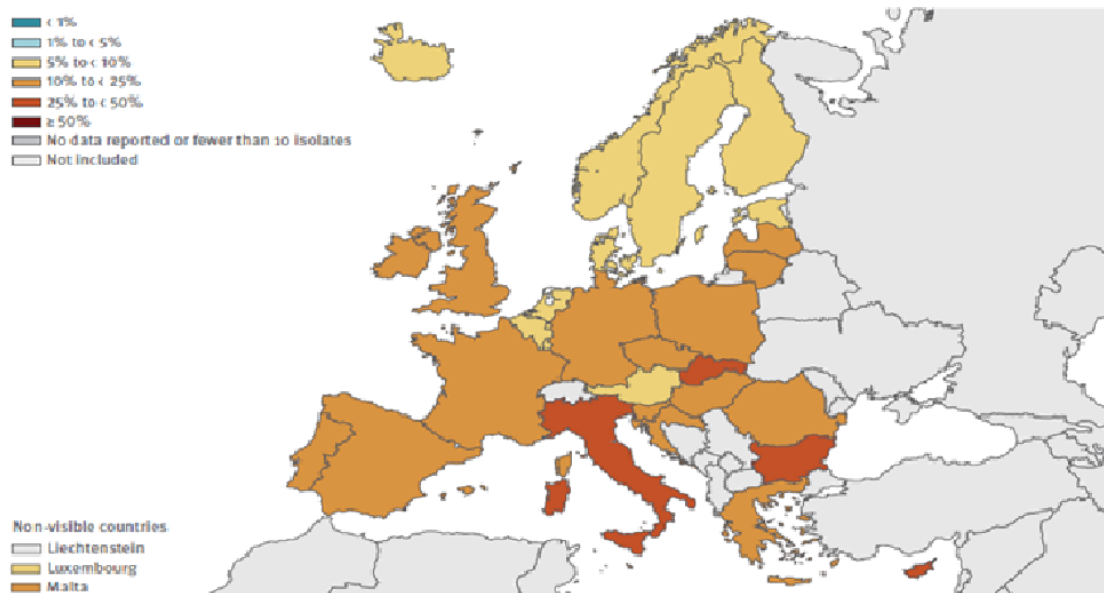 < 1%
1% to < 5%
5% to < 10%
10% to < 25%
25% to < 50%
≥ 50%
No data reported or fewer than 10 isolates
Not included
Non-visible countries
Liechtenstein
Luxembourg
Malta